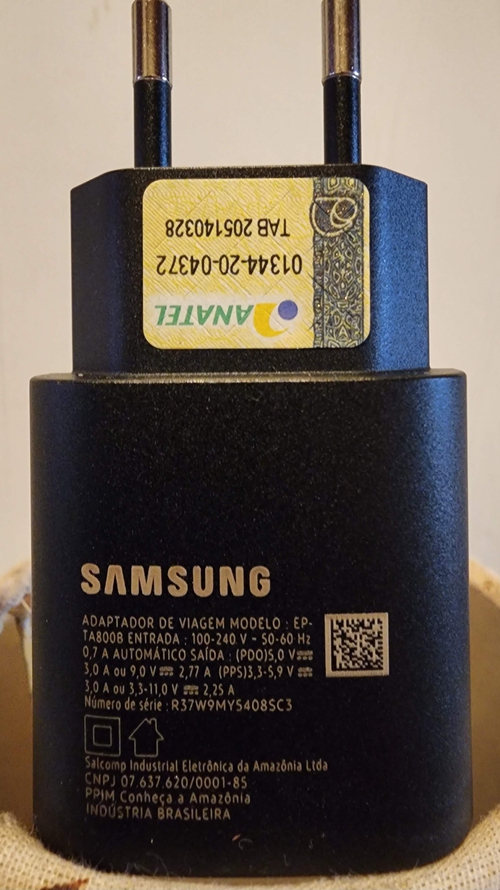 TAB 205140328
01344-20-04372
ANATEL
SAMSUNG
ADAPTADOR DE VIAGEM MODELO : EP-
TA800B ENTRADA : 100-240 V ~ 50-60 Hz
0,7 A AUTOMÁTICO SAÍDA : (PDO)5,0 V⎓
3,0 A ou 9,0 V ⎓ 2,77 A (PPS)3,3-5,9 V ⎓
3,0 A ou 3,3-11,0 V ⎓ 2,25 A
Número de série : R37W9MY5408SC3
Salcomp Industrial Eletrônica da Amazônia Ltda
CNPJ 07.637.620/0001-85
PPIM Conheça a Amazônia
INDÚSTRIA BRASILEIRA